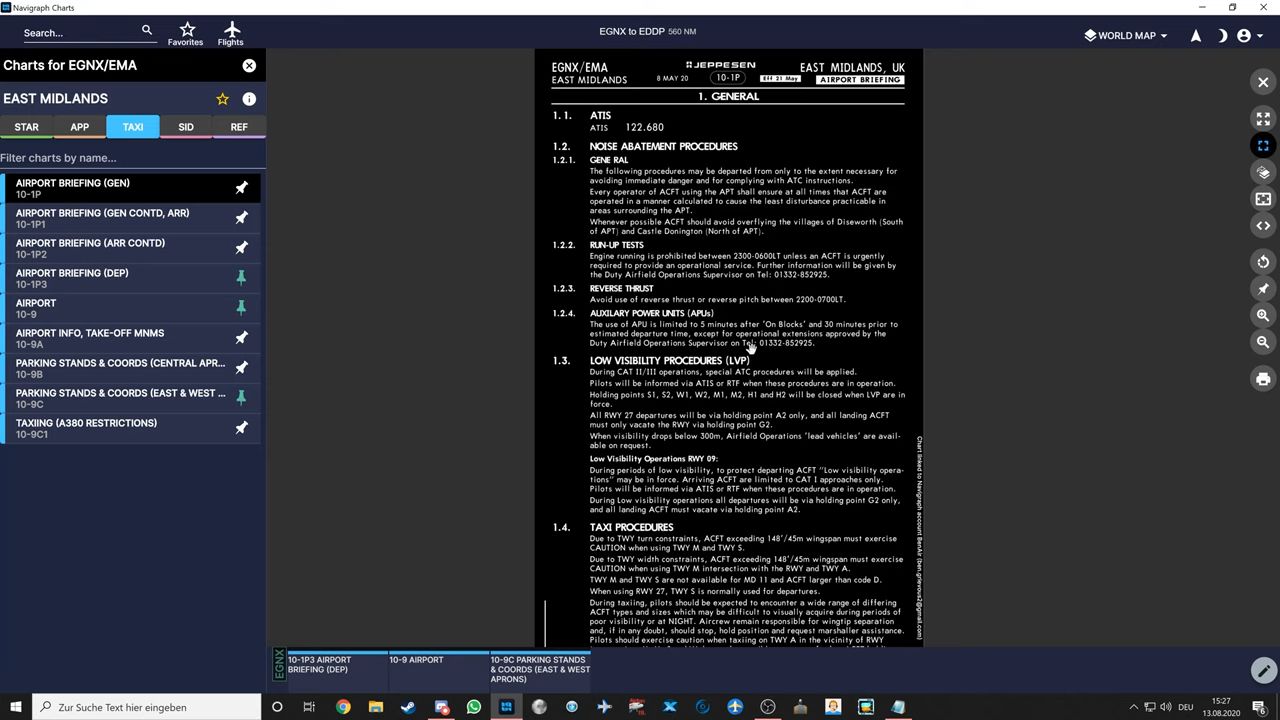 Navigraph Charts
Search...
Favorites
Flights
EGNX to EDDP 560 NM
WORLD MAP
Charts for EGNX/EMA
EAST MIDLANDS
STAR
APP
TAXI
SID
REF
Filter charts by name...
AIRPORT BRIEFING (GEN)
10-1P
AIRPORT BRIEFING (GEN CONTD, ARR)
10-1P1
AIRPORT BRIEFING (ARR CONTD)
10-1P2
AIRPORT BRIEFING (DEP)
10-1P3
AIRPORT
10-9
AIRPORT INFO, TAKE-OFF MNMS
10-9A
PARKING STANDS & COORDS (CENTRAL APR...
10-9B
PARKING STANDS & COORDS (EAST & WEST ...
10-9C
TAXIING (A380 RESTRICTIONS)
10-9C1
EGNX/EMA
EAST MIDLANDS
JEPPESEN
8 MAY 20
10-1P
Eff 21 May
EAST MIDLANDS, UK
AIRPORT BRIEFING
1. GENERAL
1.1. ATIS
ATIS 122.680
1.2. NOISE ABATEMENT PROCEDURES
1.2.1. GENE RAL
The following procedures may be departed from only to the extent necessary for
avoiding immediate danger and for complying with ATC instructions.
Every operator of ACFT using the APT shall ensure at all times that ACFT are
operated in a manner calculated to cause the least disturbance practicable in
areas surrounding the APT.
Whenever possible ACFT should avoid overflying the villages of Diseworth (South
of APT) and Castle Donington (North of APT).
1.2.2. RUN-UP TESTS
Engine running is prohibited between 2300-0600LT unless an ACFT is urgently
required to provide an operational service. Further information will be given by
the Duty Airfield Operations Supervisor on Tel: 01332-852925.
1.2.3. REVERSE THRUST
Avoid use of reverse thrust or reverse pitch between 2200-0700LT.
1.2.4. AUXILARY POWER UNITS (APUs)
The use of APU is limited to 5 minutes after 'On Blocks' and 30 minutes prior to
estimated departure time, except for operational extensions approved by the
Duty Airfield Operations Supervisor on Tel: 01332-852925.
1.3. LOW VISIBILITY PROCEDURES (LVP)
During CAT II/III operations, special ATC procedures will be applied.
Pilots will be informed via ATIS or RTF when these procedures are in operation.
Holding points S1, S2, W1, W2, M1, M2, H1 and H2 will be closed when LVP are in
force.
All RWY 27 departures will be via holding point A2 only, and all landing ACFT
must only vacate the RWY via holding point G2.
When visibility drops below 300m, Airfield Operations 'lead vehicles' are avail-
able on request.
Low Visibility Operations RWY 09:
During periods of low visibility, to protect departing ACFT "Low visibility opera-
tions" may be in force. Arriving ACFT are limited to CAT I approaches only.
Pilots will be informed via ATIS or RTF when these procedures are in operation.
During Low visibility operations all departures will be via holding point G2 only,
and all landing ACFT must vacate via holding point A2.
1.4. TAXI PROCEDURES
Due to TWY turn constraints, ACFT exceeding 148'/45m wingspan must exercise
CAUTION when using TWY M and TWY S.
Due to TWY width constraints, ACFT exceeding 148'/45m wingspan must exercise
CAUTION when using TWY M intersection with the RWY and TWY A.
TWY M and TWY S are not available for MD 11 and ACFT larger than code D.
When using RWY 27, TWY S is normally used for departures.
During taxiing, pilots should be expected to encounter a wide range of differing
ACFT types and sizes which may be difficult to visually acquire during periods of
poor visibility or at NIGHT. Aircrew remain responsible for wingtip separation
and, if in any doubt, should stop, hold position and request marshaller assistance.
Pilots should exercise caution when taxiing on TWY A in the vicinity of RWY
Chart linked to Navigraph account BenAir (ben.grievous2@gmail.com)
EGNX
10-1P3 AIRPORT
BRIEFING (DEP)
10-9 AIRPORT
10-9C PARKING STANDS
& COORDS (EAST & WEST
APRONS)
Zur Suche Text hier eingeben
15:27
13.08.2020